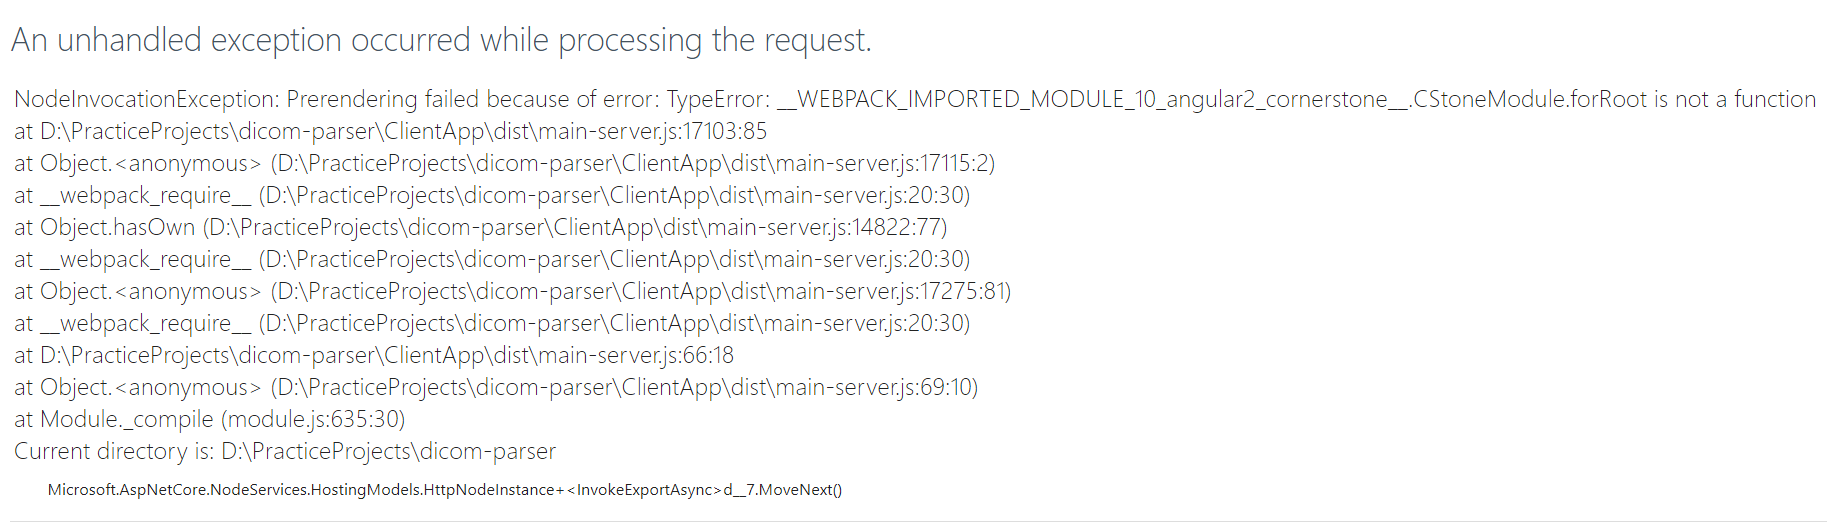 An unhandled exception occurred while processing the request.
NodeInvocationException: Prerendering failed because of error: TypeError: __WEBPACK_IMPORTED_MODULE_10_angular2_cornerstone__.CStoneModule.forRoot is not a function
at D:\PracticeProjects\dicom-parser\ClientApp\dist\main-server.js:17103:85
at Object.<anonymous> (D:\PracticeProjects\dicom-parser\ClientApp\dist\main-server.js:17115:2)
at __webpack_require__ (D:\PracticeProjects\dicom-parser\ClientApp\dist\main-server.js:20:30)
at Object.hasOwn (D:\PracticeProjects\dicom-parser\ClientApp\dist\main-server.js:14822:77)
at __webpack_require__ (D:\PracticeProjects\dicom-parser\ClientApp\dist\main-server.js:20:30)
at Object.<anonymous> (D:\PracticeProjects\dicom-parser\ClientApp\dist\main-server.js:17275:81)
at __webpack_require__ (D:\PracticeProjects\dicom-parser\ClientApp\dist\main-server.js:20:30)
at D:\PracticeProjects\dicom-parser\ClientApp\dist\main-server.js:66:18
at Object.<anonymous> (D:\PracticeProjects\dicom-parser\ClientApp\dist\main-server.js:69:10)
at Module._compile (module.js:635:30)
Current directory is: D:\PracticeProjects\dicom-parser
Microsoft.AspNetCore.NodeServices.HostingModels.HttpNodeInstance+<InvokeExportAsync>d__7.MoveNext()